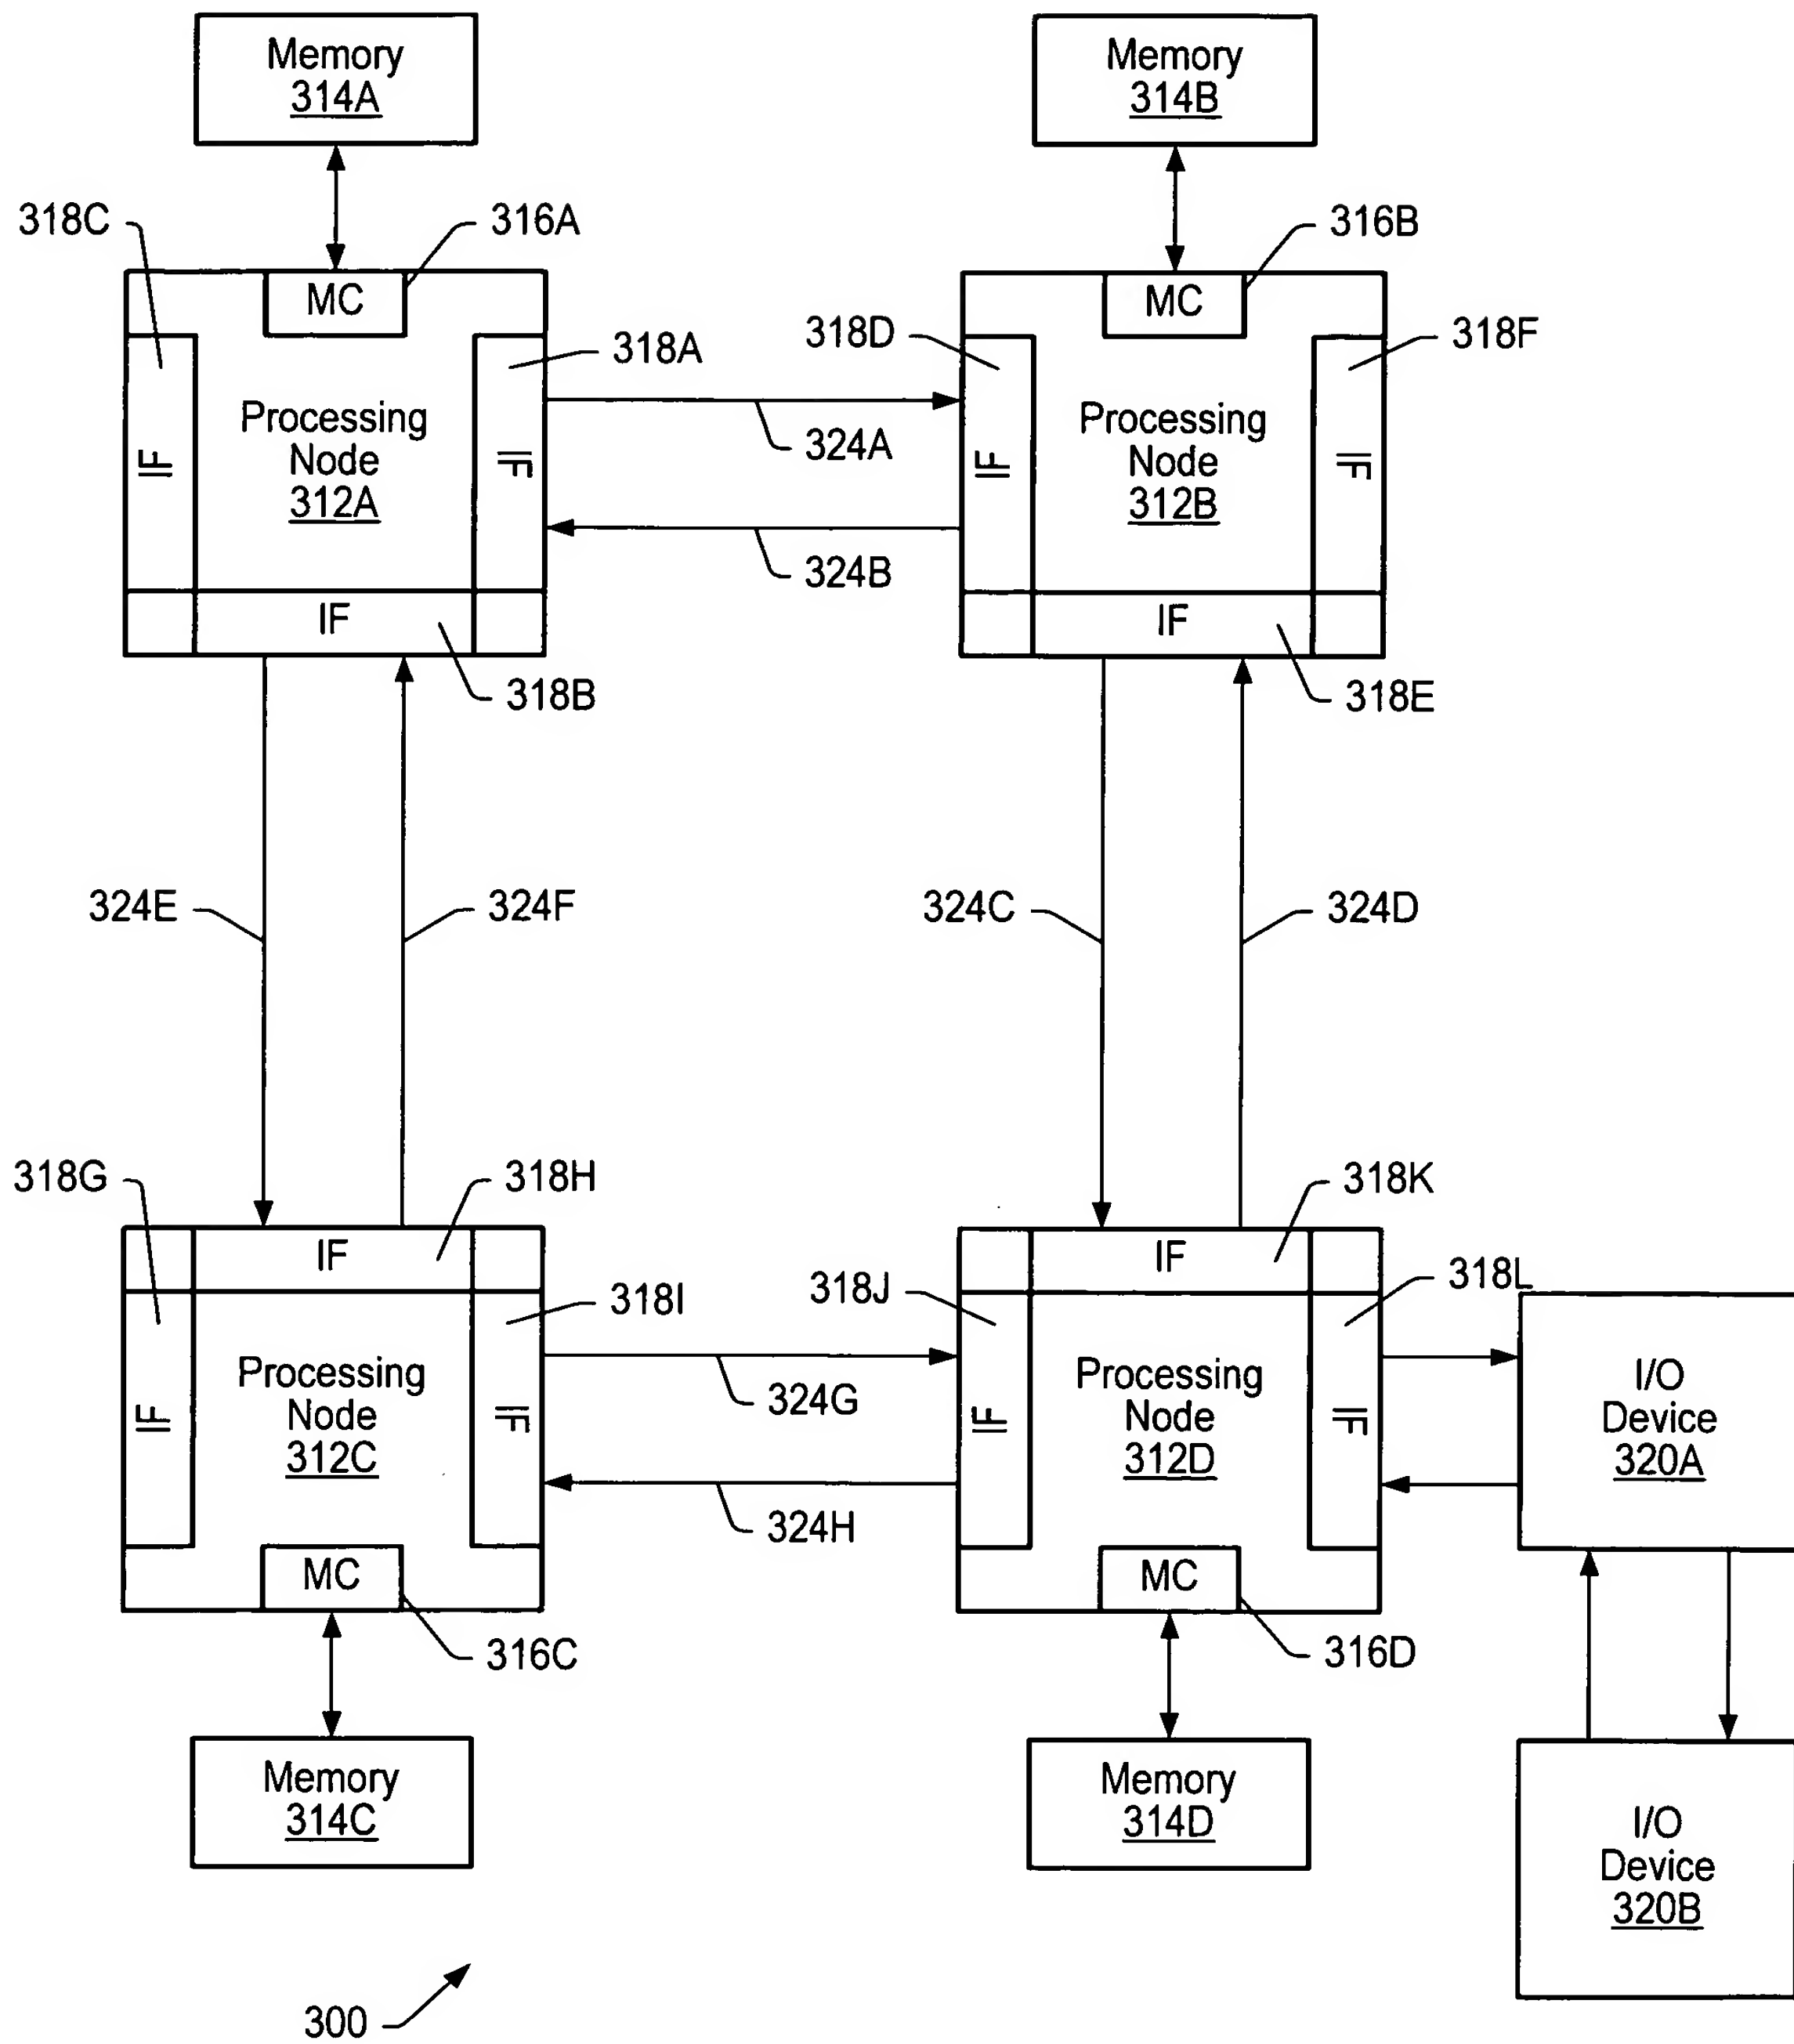 Memory
314A
Memory
314B
318C
316A
316B
MC
MC
318A
318D
318F
Processing
Node
312A
IF
IF
324A
Processing
Node
312B
IF
IF
324B
IF
IF
318B
318E
324E
324F
324C
324D
318G
318H
318K
IF
IF
318I
318J
318L
Processing
Node
312C
IF
IF
324G
Processing
Node
312D
IF
IF
I/O
Device
320A
324H
MC
MC
316C
316D
Memory
314C
Memory
314D
I/O
Device
320B
300